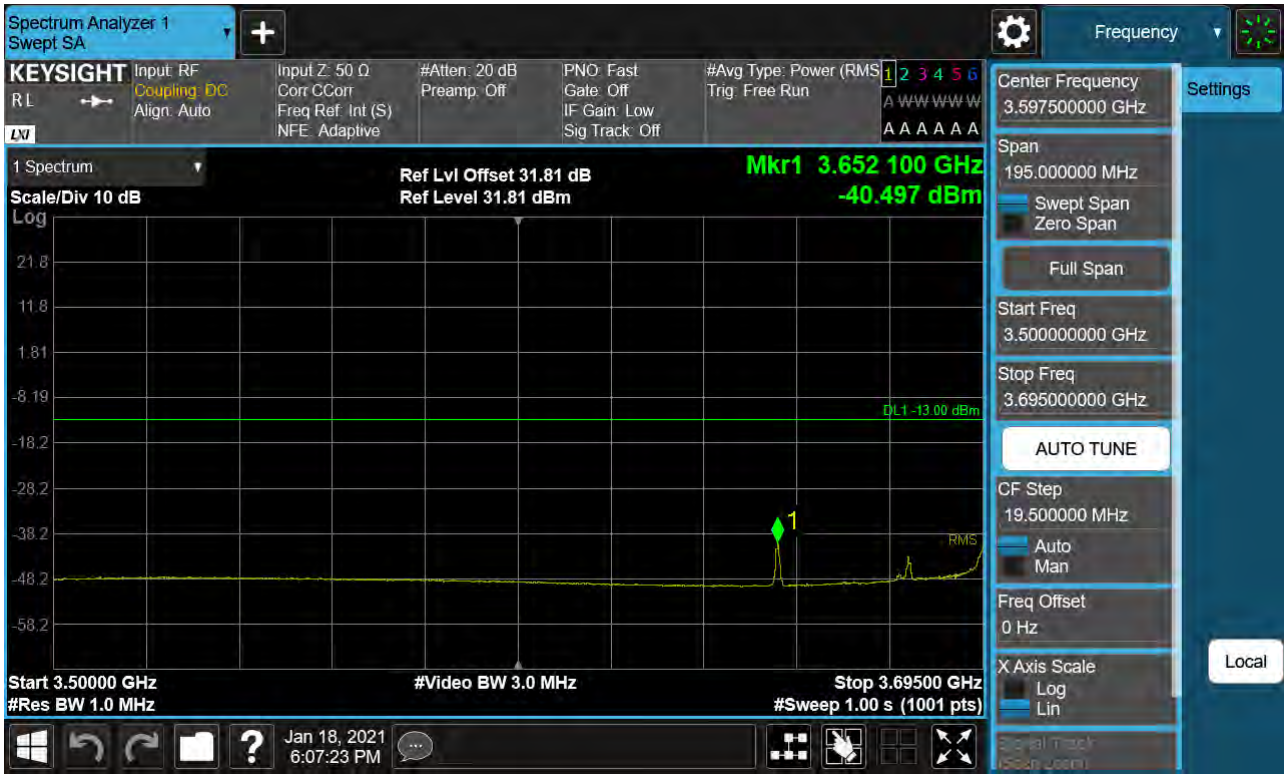 Spectrum Analyzer 1
Swept SA
+
Frequency
KEYSIGHT
RL
LXI
Input: RF
Coupling: DC
Align: Auto
Input Z: 50 Ω
Corr CCorr
Freq Ref: Int (S)
NFE: Adaptive
#Atten: 20 dB
Preamp: Off
PNO: Fast
Gate: Off
IF Gain: Low
Sig Track: Off
#Avg Type: Power (RMS
Trig: Free Run
1 2 3 4 5 6
A W W W W W
A A A A A A
1 Spectrum
Scale/Div 10 dB
Log
Ref Lvl Offset 31.81 dB
Ref Level 31.81 dBm
Mkr1 3.652 100 GHz
-40.497 dBm
21.8
11.8
1.81
-8.19
DL1 -13.00 dBm
-18.2
-28.2
1
-38.2
RMS
-48.2
-58.2
Start 3.50000 GHz
#Video BW 3.0 MHz
Stop 3.69500 GHz
#Res BW 1.0 MHz
#Sweep 1.00 s (1001 pts)
?
Jan 18, 2021
6:07:23 PM
Center Frequency
3.597500000 GHz
Settings
Span
195.000000 MHz
Swept Span
Zero Span
Full Span
Start Freq
3.500000000 GHz
Stop Freq
3.695000000 GHz
AUTO TUNE
CF Step
19.500000 MHz
Auto
Man
Freq Offset
0 Hz
X Axis Scale
Log
Lin
Local
Signal Track
(Span Zoom)